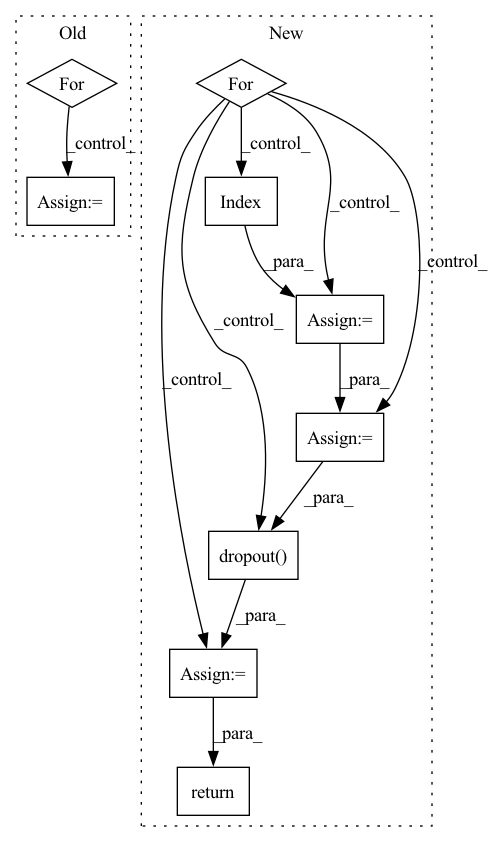 Old
New
For
For
_control_
_control_
Assign:=
Index
_control_
_control_
_para_
_control_
Assign:=
_control_
_para_
Assign:=
_para_
dropout()
_para_
Assign:=
_para_
return